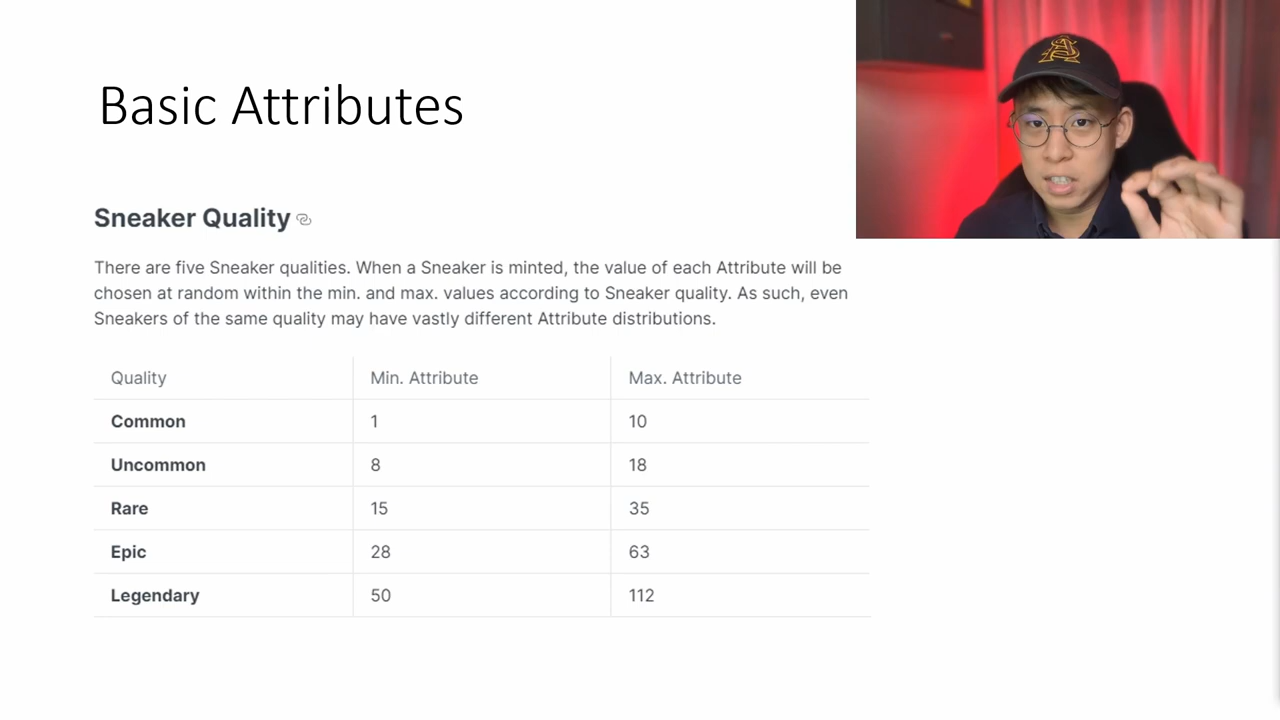 Basic Attributes
Sneaker Quality
There are five Sneaker qualities. When a Sneaker is minted, the value of each Attribute will be
chosen at random within the min. and max. values according to Sneaker quality. As such, even
Sneakers of the same quality may have vastly different Attribute distributions.
Quality Min. Attribute Max. Attribute
Common 1 10
Uncommon 8 18
Rare 15 35
Epic 28 63
Legendary 50 112